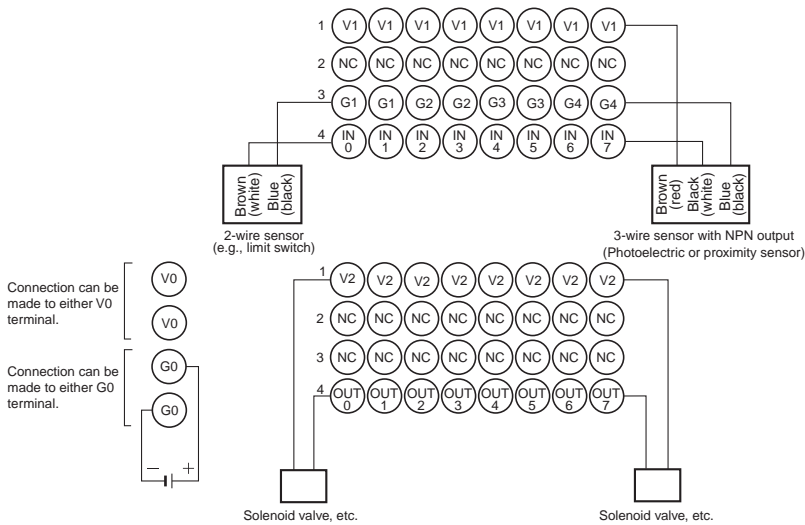 1 V1 V1 V1 V1 V1 V1 V1 V1
2 NC NC NC NC NC NC NC NC
3 G1 G1 G2 G2 G3 G3 G4 G4
4 IN 0 IN 1 IN 2 IN 3 IN 4 IN 5 IN 6 IN 7
Brown
(white)
Blue
(black)
2-wire sensor
(e.g., limit switch)
Brown
(red)
Black
(white)
Blue
(black)
3-wire sensor with NPN output
(Photoelectric or proximity sensor)
Connection can be
made to either V0
terminal.
V0
V0
Connection can be
made to either G0
terminal.
G0
G0
− +
1 V2 V2 V2 V2 V2 V2 V2 V2
2 NC NC NC NC NC NC NC NC
3 NC NC NC NC NC NC NC NC
4 OUT 0 OUT 1 OUT 2 OUT 3 OUT 4 OUT 5 OUT 6 OUT 7
Solenoid valve, etc.
Solenoid valve, etc.